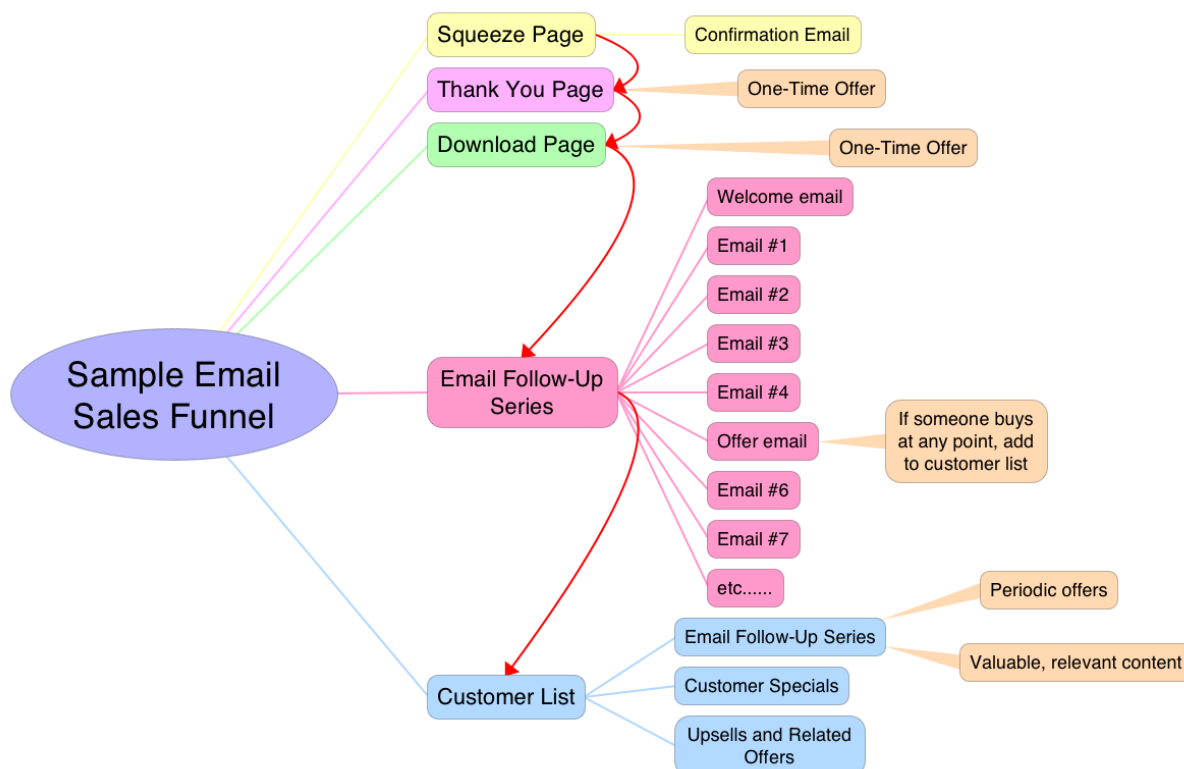 Squeeze Page
Confirmation Email
Thank You Page
One-Time Offer
Download Page
One-Time Offer
Welcome email
Email #1
Email #2
Email #3
Sample Email
Sales Funnel
Email Follow-Up
Series
Email #4
Offer email
If someone buys
at any point, add
to customer list
Email #6
Email #7
etc......
Periodic offers
Email Follow-Up Series
Valuable, relevant content
Customer List
Customer Specials
Upsells and Related
Offers